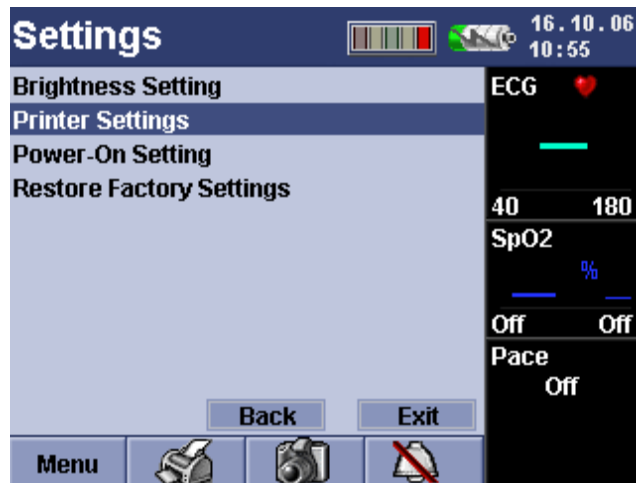 Settings
16.10.06
10:55
Brightness Setting
Printer Settings
Power-On Setting
Restore Factory Settings
Back
Exit
Menu
ECG
40 180
SpO2
%
Off Off
Pace
Off